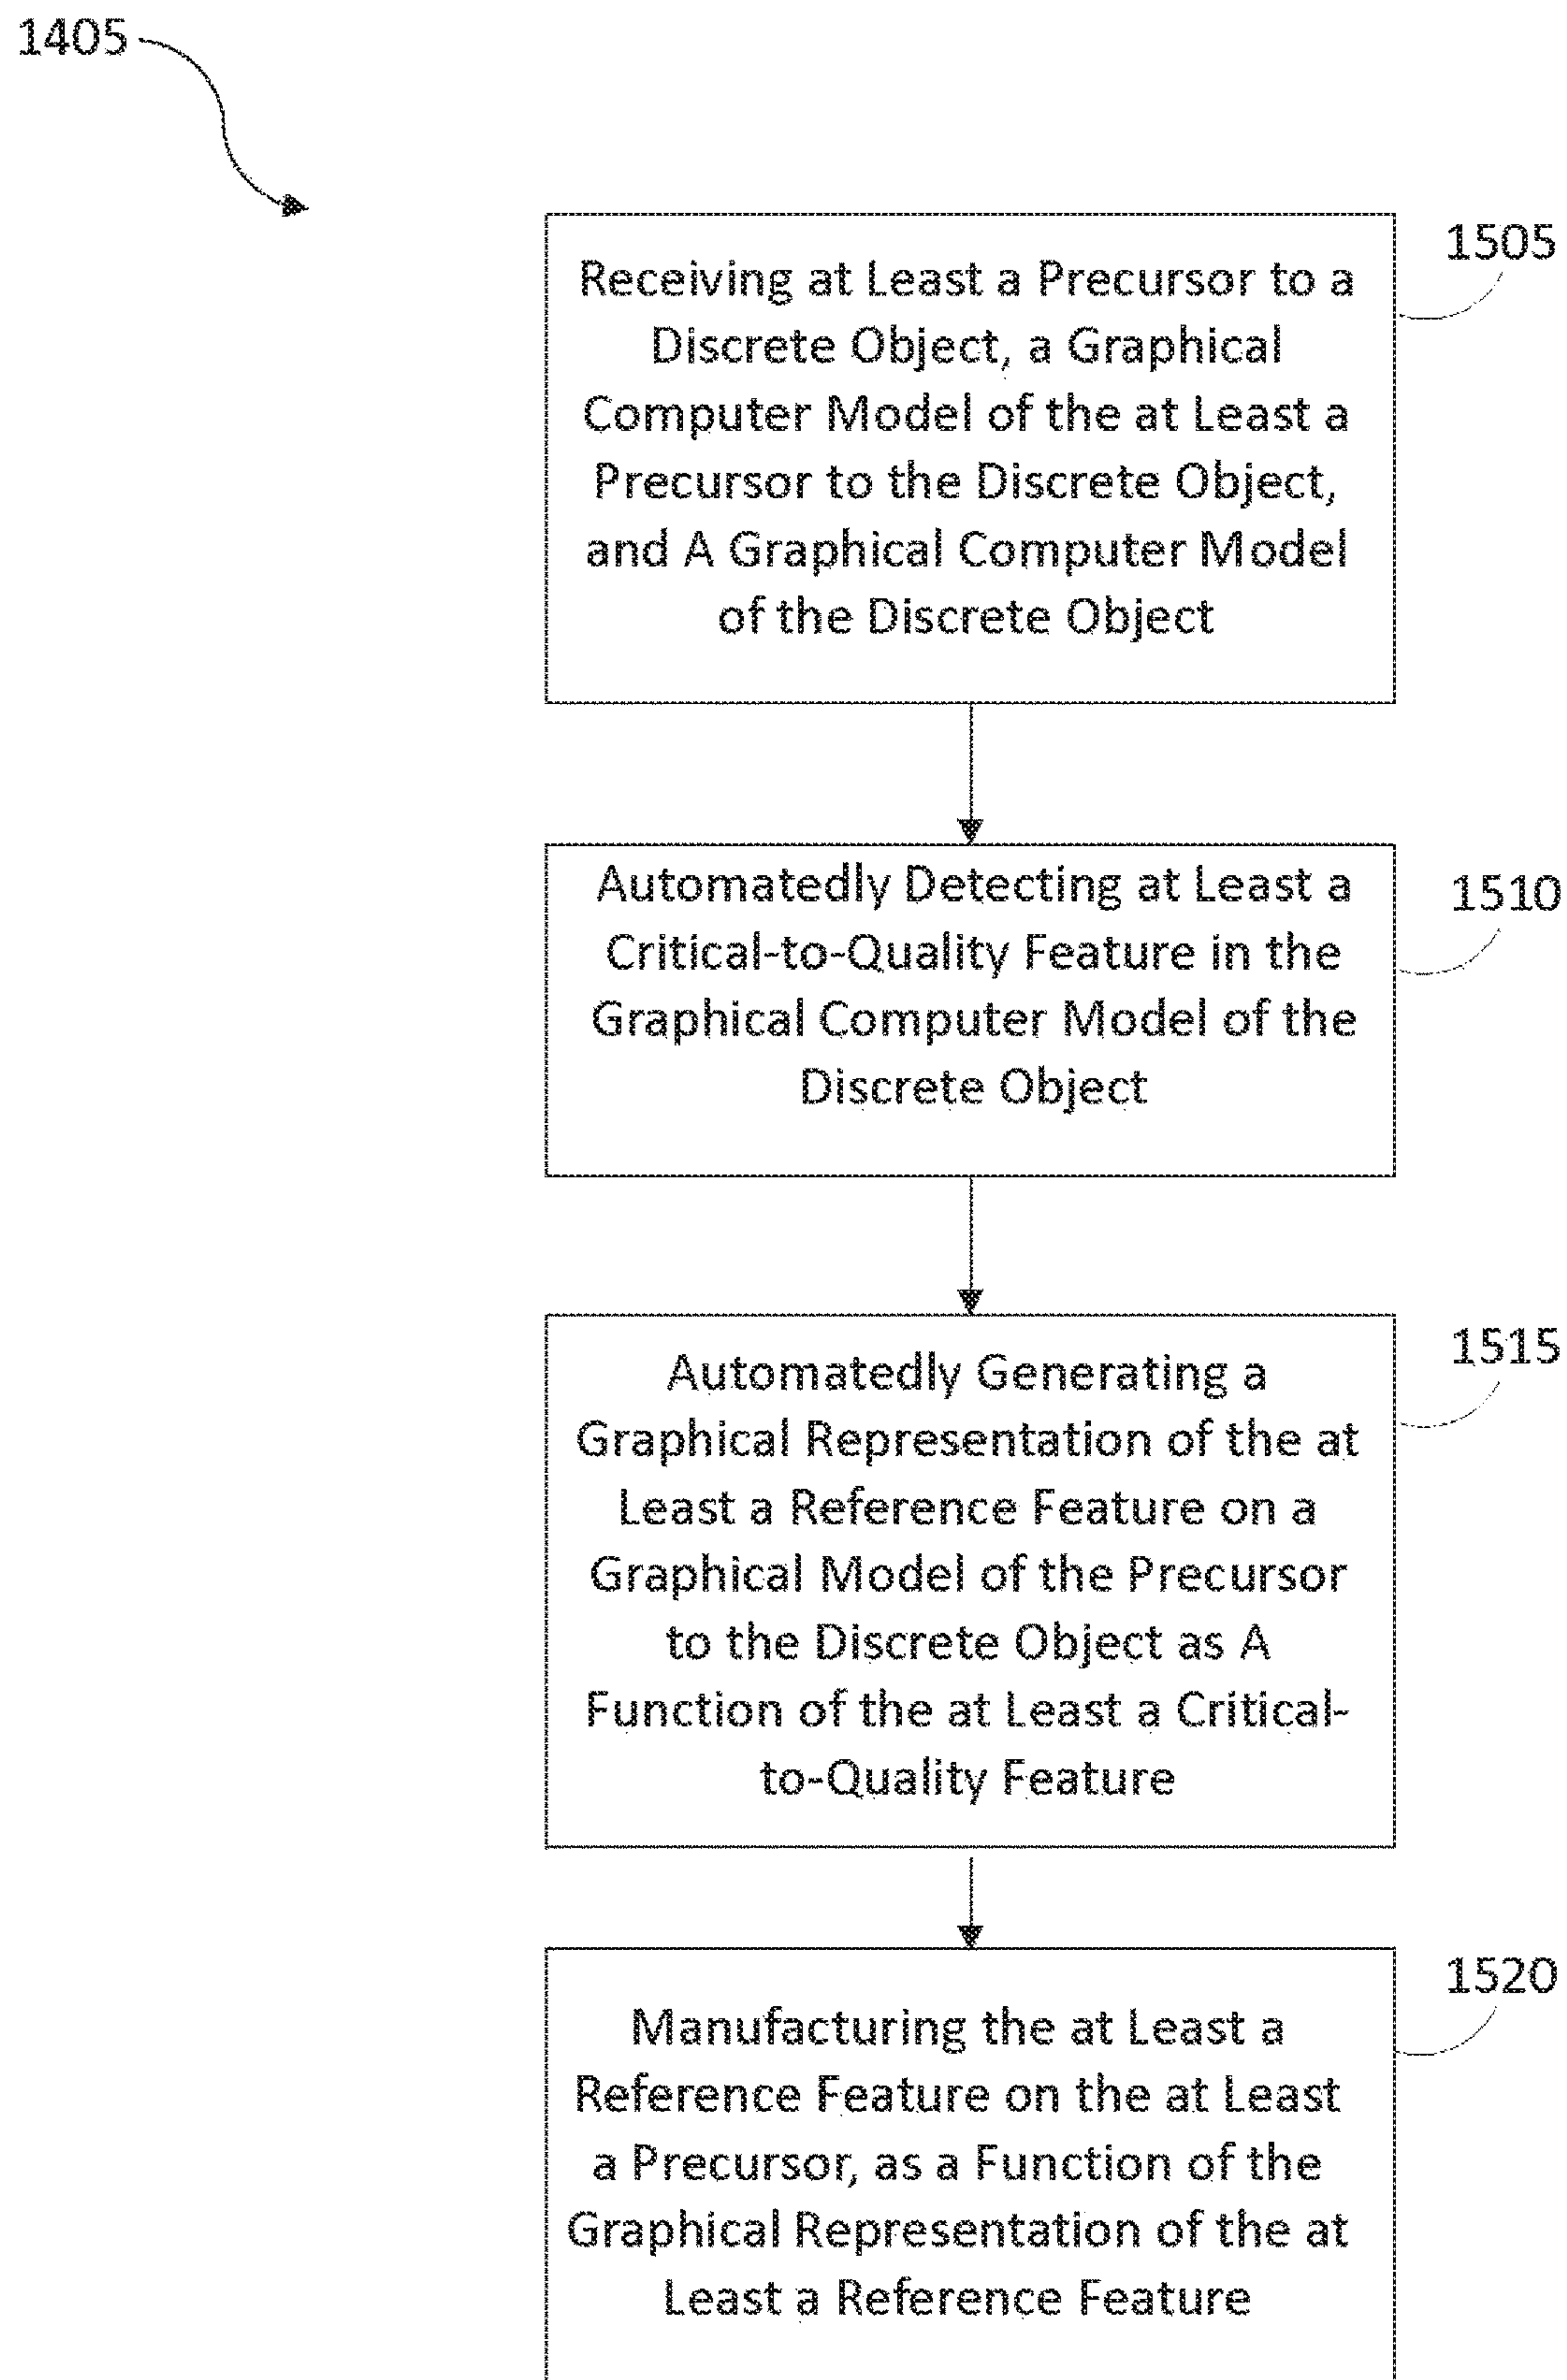 1405
1505
Receiving at Least a Precursor to a
Discrete Object, a Graphical
Computer Model of the at Least a
Precursor to the Discrete Object,
and A Graphical Computer Model
of the Discrete Object
1510
Automatedly Detecting at Least a
Critical-to-Quality Feature in the
Graphical Computer Model of the
Discrete Object
1515
Automatedly Generating a
Graphical Representation of the at
Least a Reference Feature on a
Graphical Model of the Precursor
to the Discrete Object as A
Function of the at Least a Critical-
to-Quality Feature
1520
Manufacturing the at Least a
Reference Feature on the at Least
a Precursor, as a Function of the
Graphical Representation of the at
Least a Reference Feature